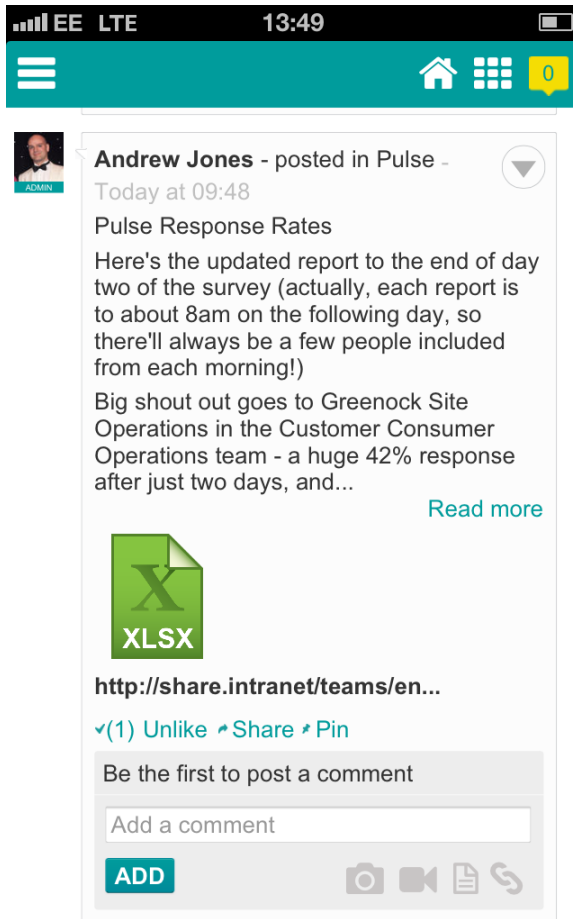 EE LTE 13:49
0
Andrew Jones - posted in Pulse -
Today at 09:48
ADMIN
Pulse Response Rates
Here's the updated report to the end of day
two of the survey (actually, each report is
to about 8am on the following day, so
there'll always be a few people included
from each morning!)
Big shout out goes to Greenock Site
Operations in the Customer Consumer
Operations team - a huge 42% response
after just two days, and...
Read more
X
XLSX
http://share.intranet/teams/en...
(1) Unlike Share Pin
Be the first to post a comment
Add a comment
ADD